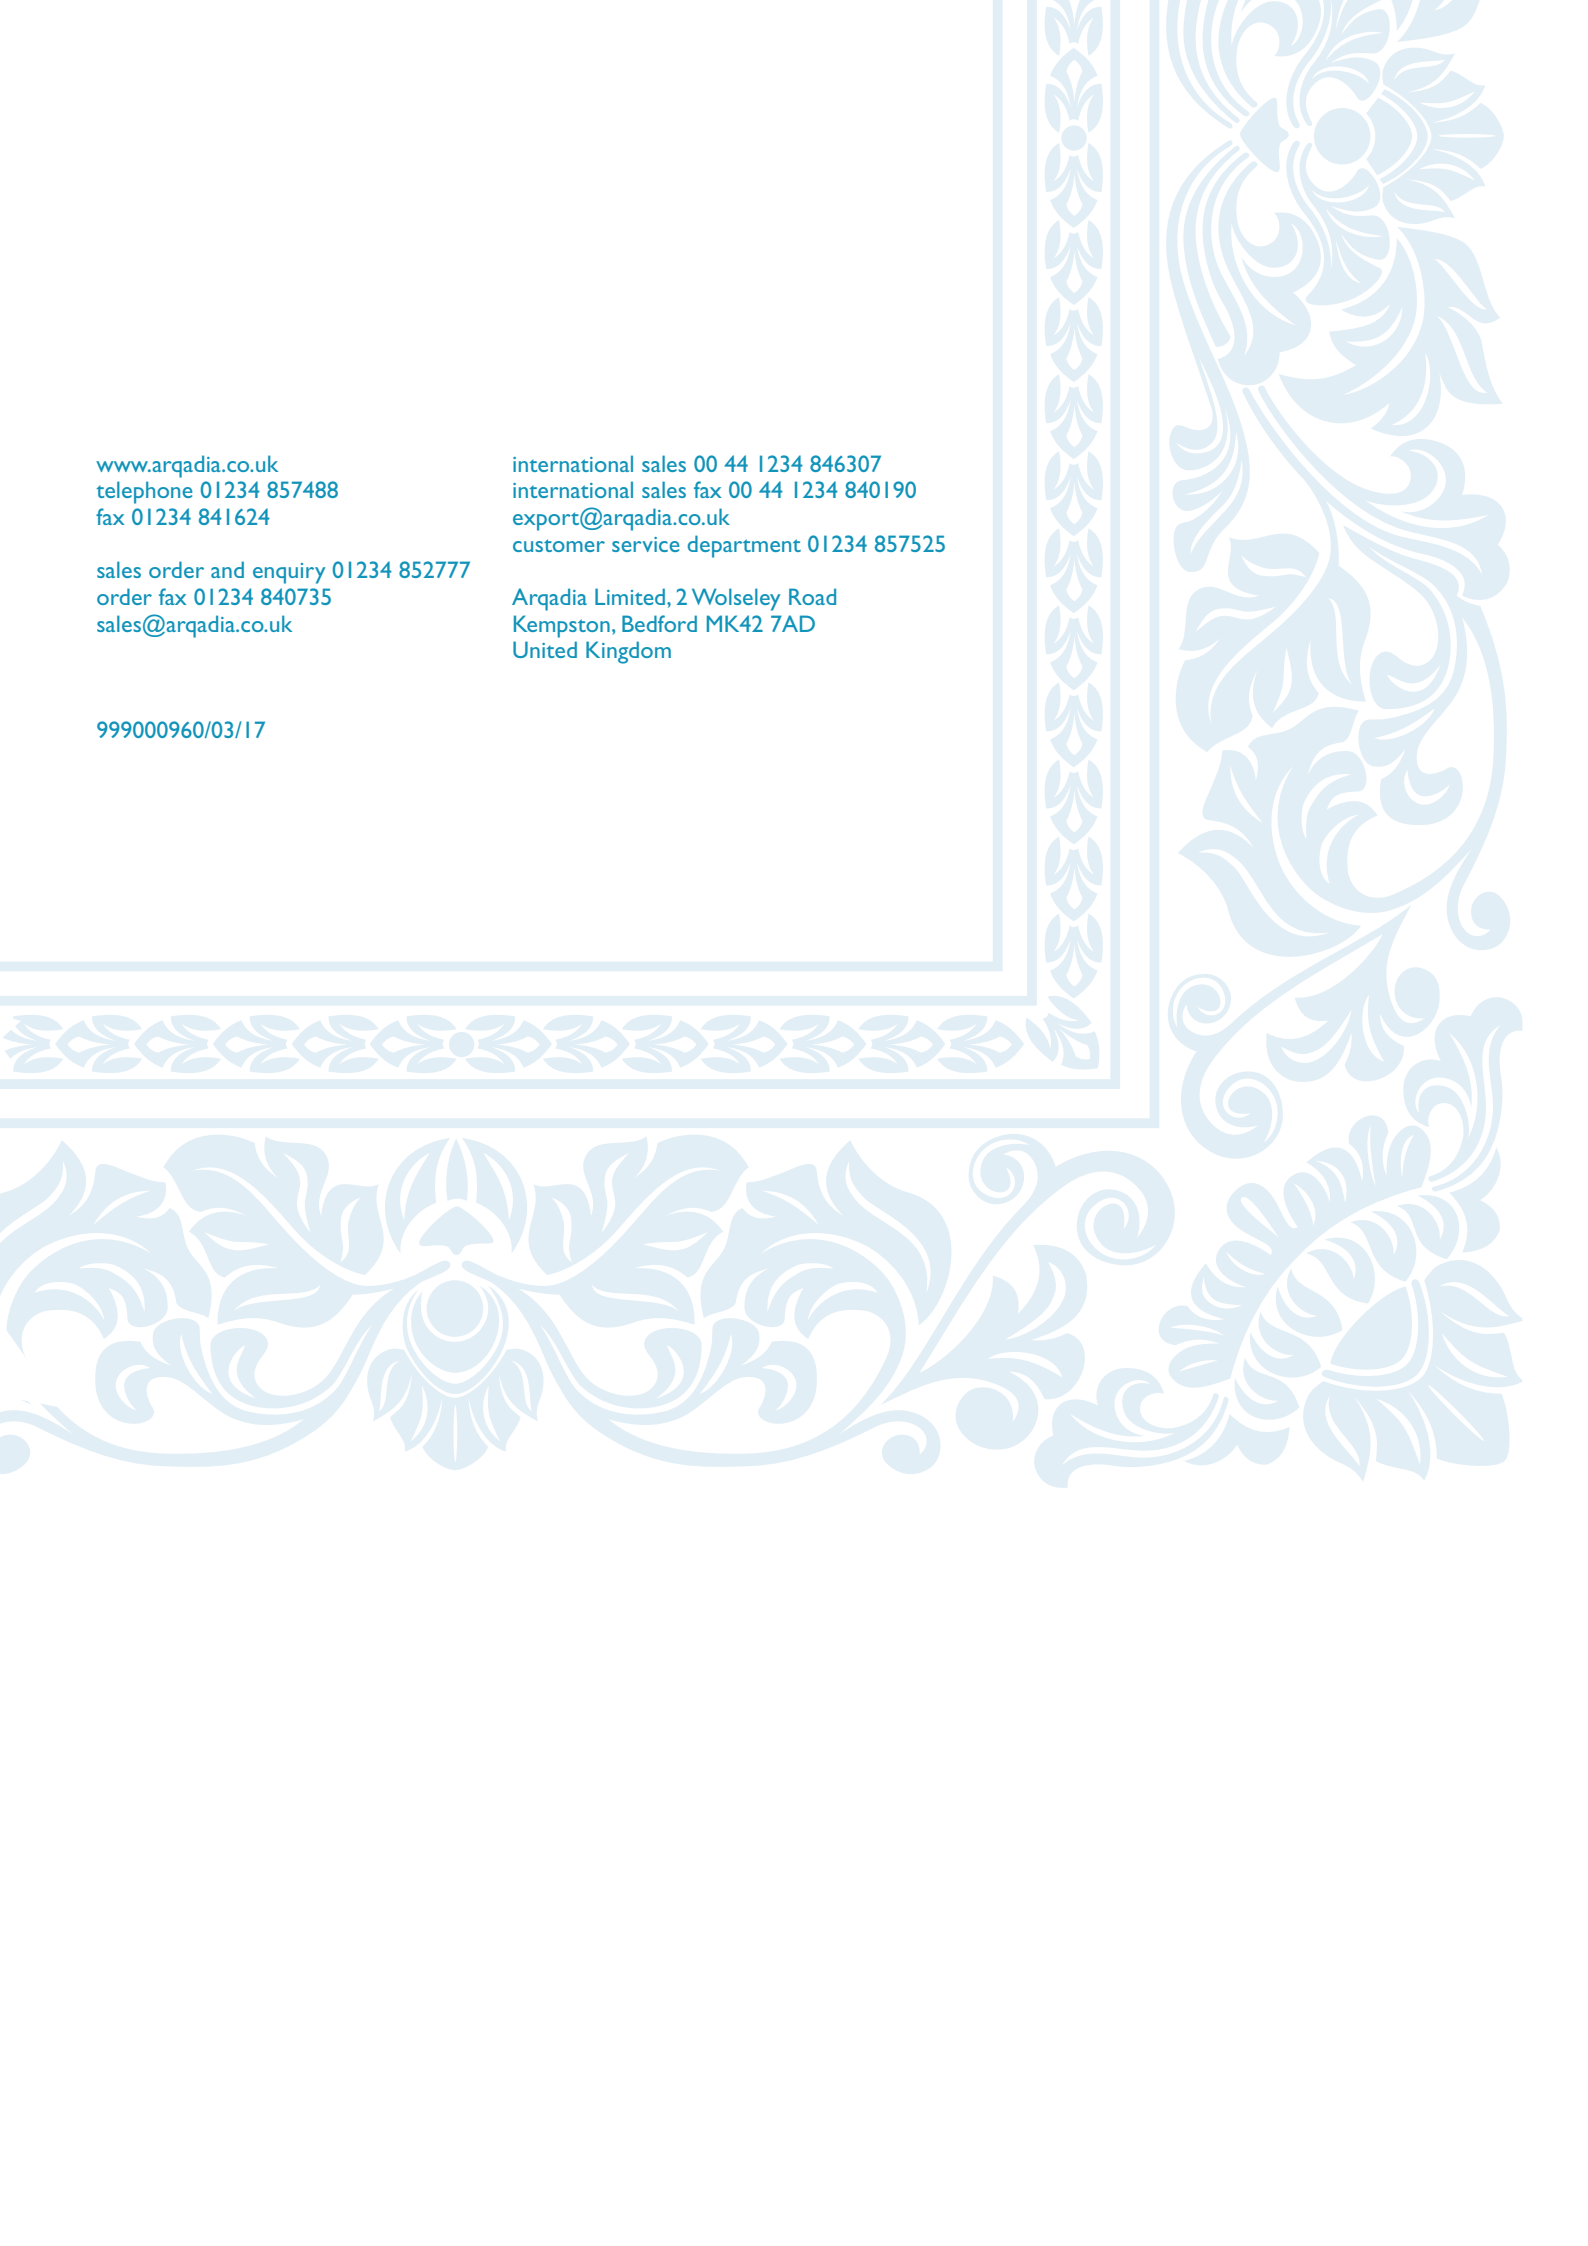 www.arqadia.co.uk
telephone 01234 857488
fax 01234 841624
sales order and enquiry 01234 852777
order fax 01234 840735
sales@arqadia.co.uk
999000960/03/17
international sales 00 44 1234 846307
international sales fax 00 44 1234 840190
export@arqadia.co.uk
customer service department 01234 857525
Arqadia Limited, 2 Wolseley Road
Kempston, Bedford MK42 7AD
United Kingdom